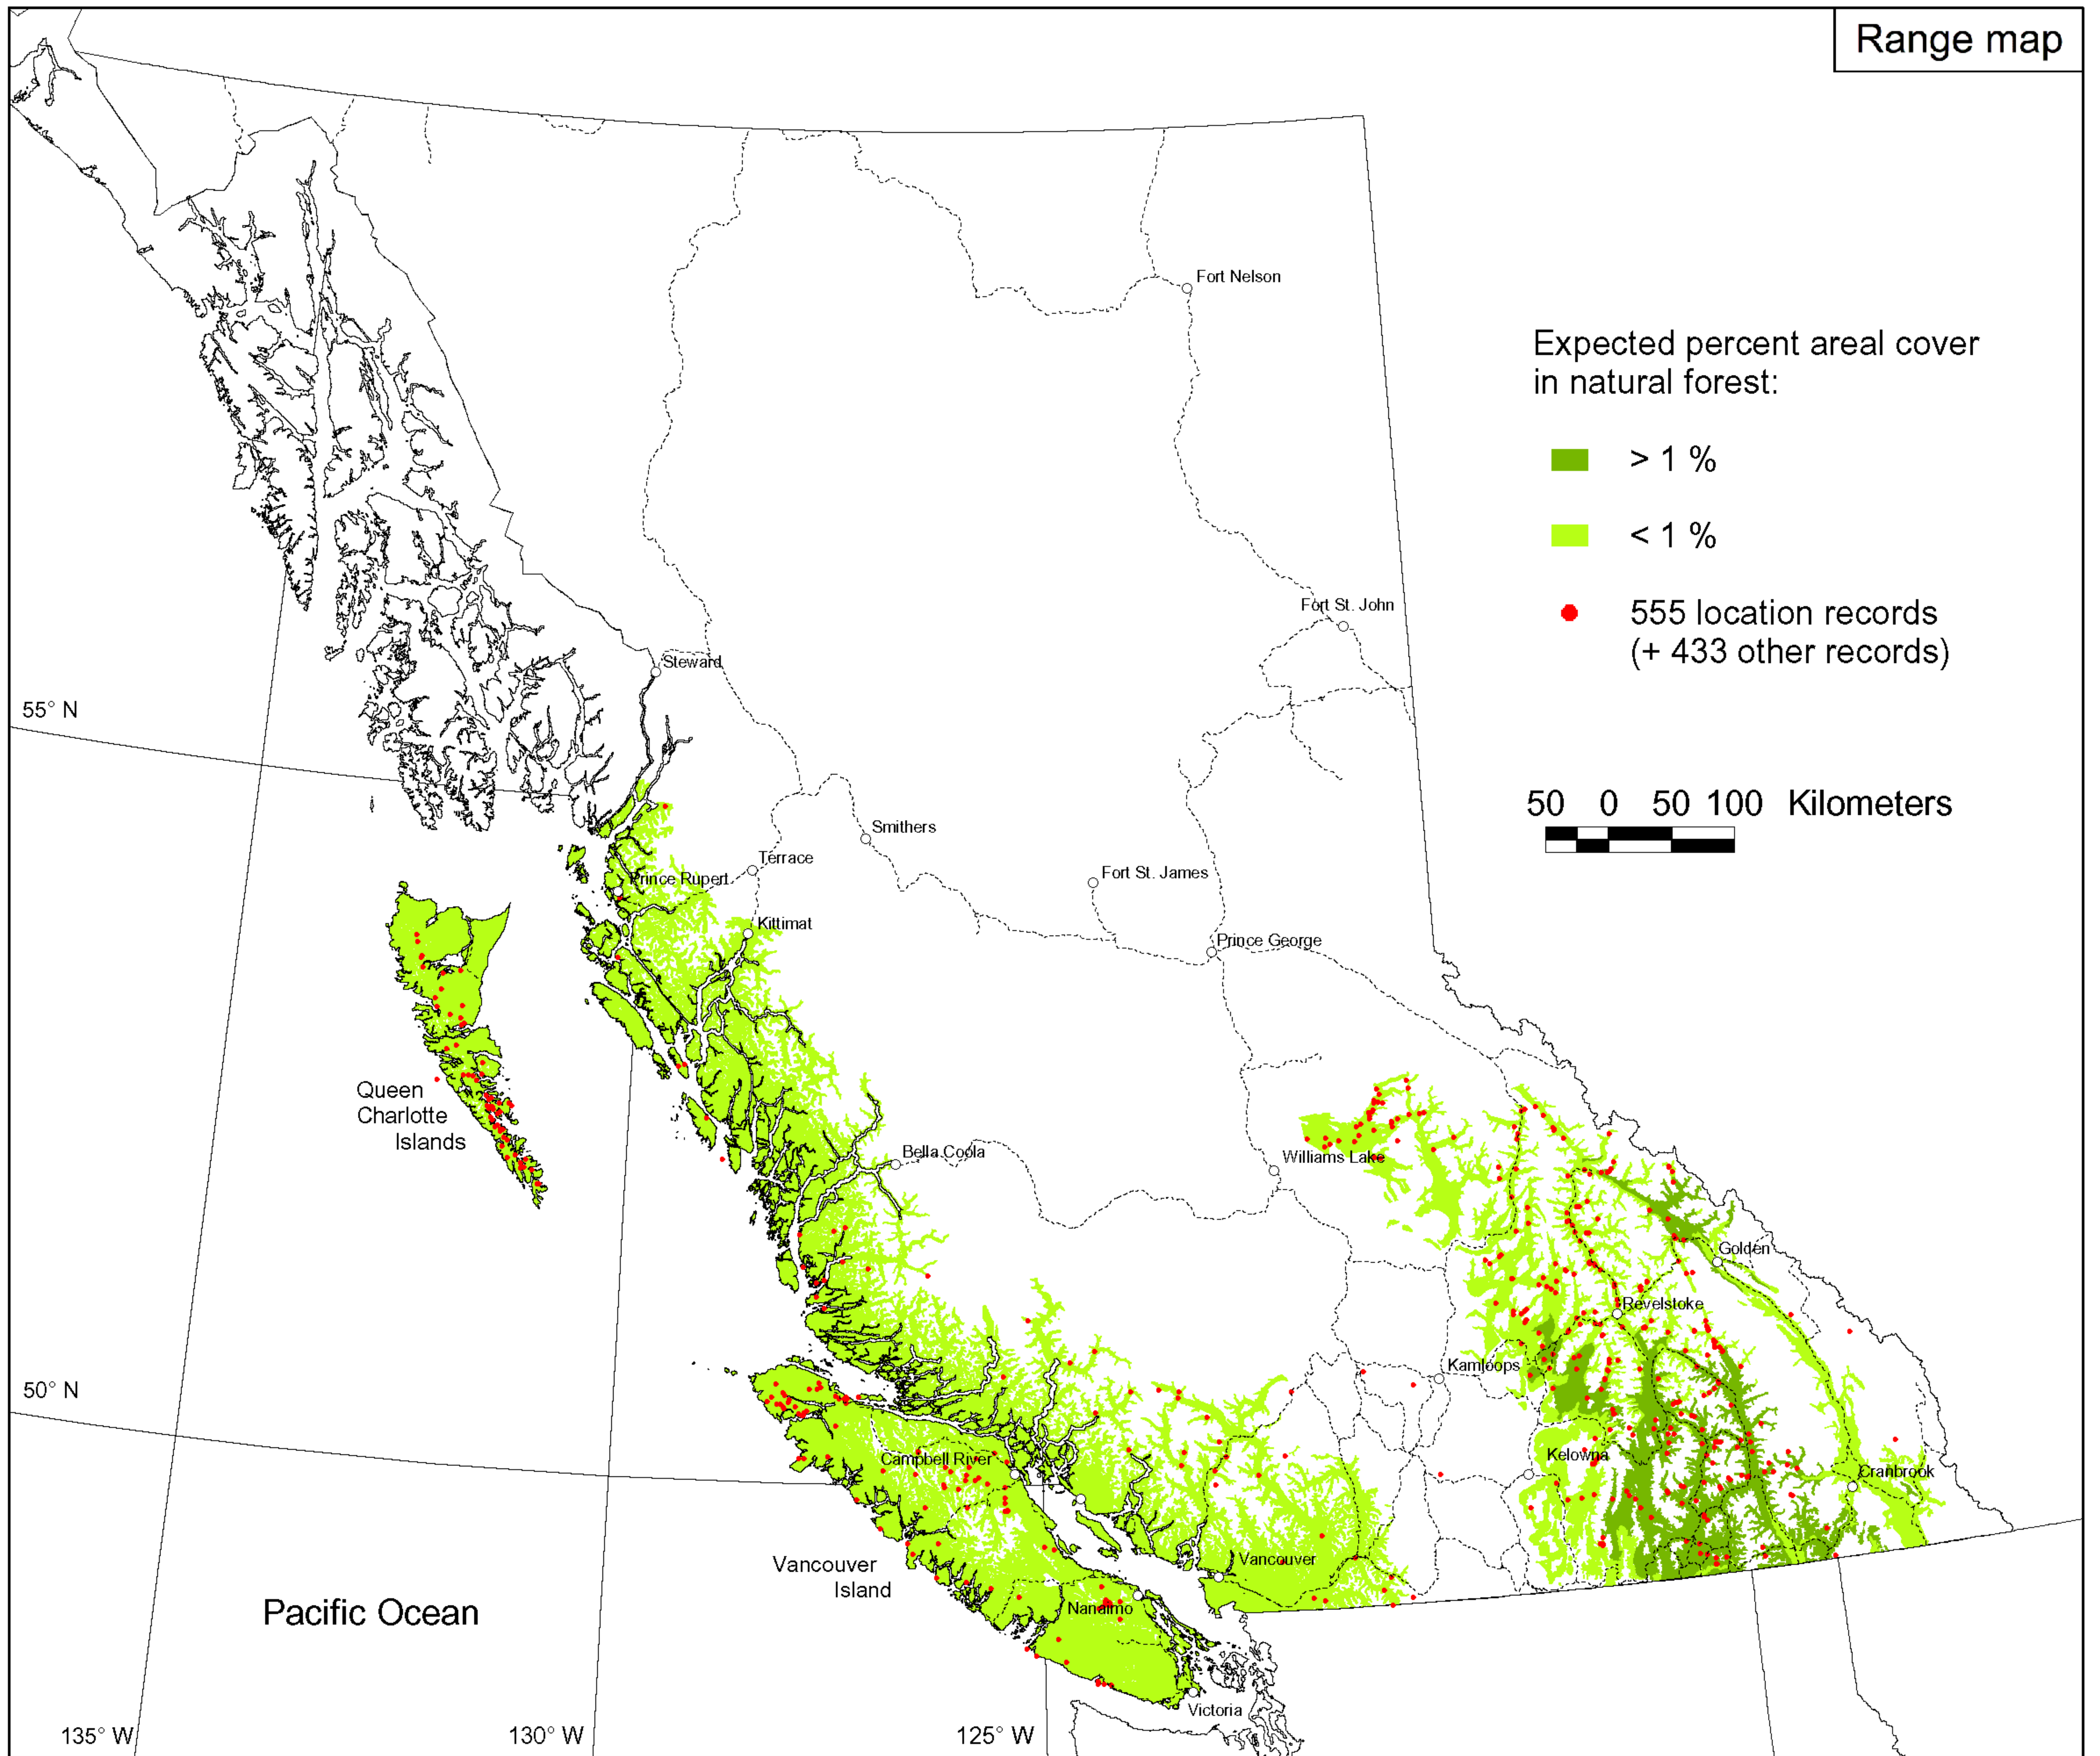 Range map
Fort Nelson
Expected percent areal cover
in natural forest:
> 1 %
< 1 %
Fort St. John
555 location records
(+ 433 other records)
Steward
55° N
50 0 50 100 Kilometers
Smithers
Terrace
Fort St. James
Prince Rupert
Kittimat
Prince George
Queen
Charlotte
Islands
Bella Coola
Williams Lake
Golden
Revelstoke
Kamloops
50° N
Campbell River
Kelowna
Cranbrook
Vancouver
Island
Vancouver
Nanaimo
Pacific Ocean
Victoria
135° W
130° W
125° W